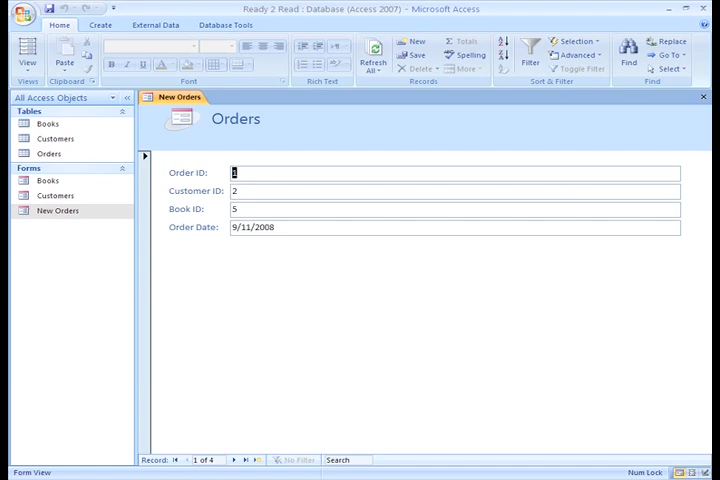 Ready 2 Read : Database (Access 2007) - Microsoft Access
Home Create External Data Database Tools
View
Views
Paste
Clipboard
B I U
Font
Rich Text
Refresh All
New
Save
Delete
Totals
Spelling
More
Records
Filter
Selection
Advanced
Toggle Filter
Sort & Filter
Find
Replace
Go To
Select
Find
All Access Objects
Tables
Books
Customers
Orders
Forms
Books
Customers
New Orders
New Orders
Orders
Order ID: 1
Customer ID: 2
Book ID: 5
Order Date: 9/11/2008
Record: 1 of 4 No Filter Search
Form View Num Lock